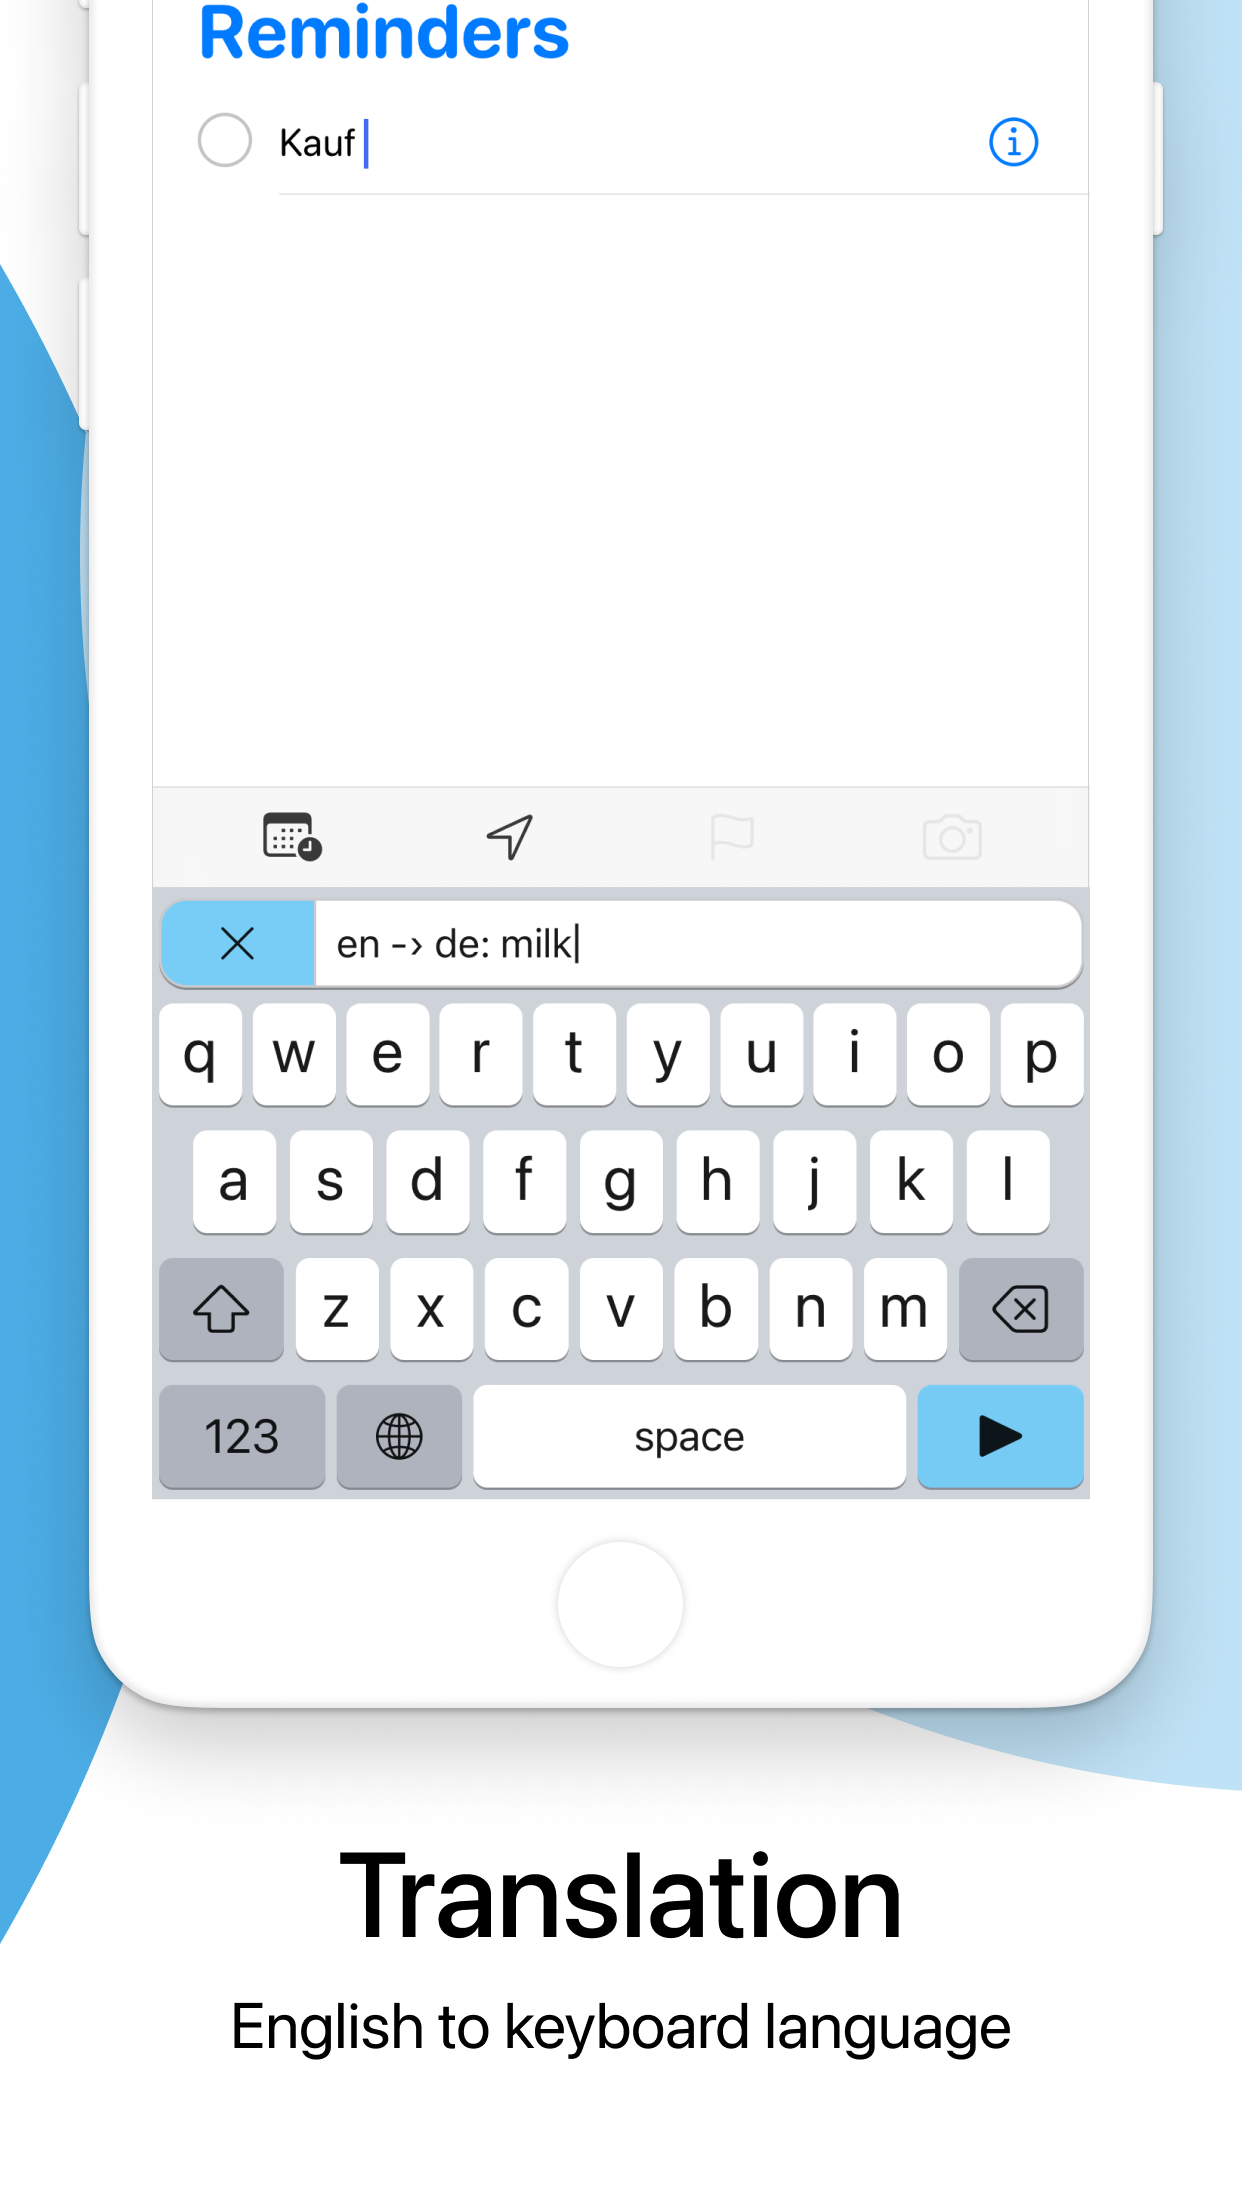 Reminders
Kauf
en -› de: milk
q w e r t y u i o p
a s d f g h j k l
z x c v b n m
123 space
Translation
English to keyboard language